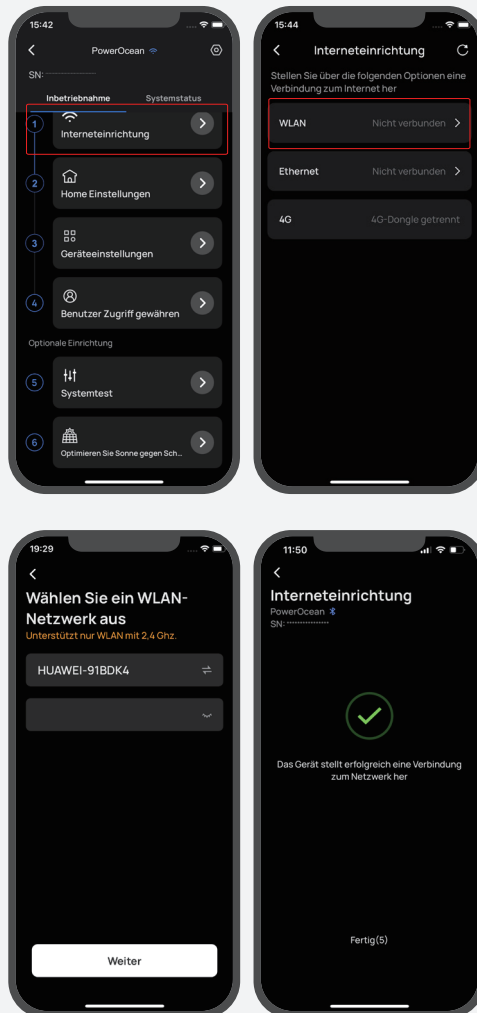 15:42
PowerOcean
SN:
Inbetriebnahme
Systemstatus
1
Interneteinrichtung
2
Home Einstellungen
3
Geräteeinstellungen
4
Benutzer Zugriff gewähren
Optionale Einrichtung
5
Systemtest
6
Optimieren Sie Sonne gegen Sch...
15:44
Interneteinrichtung
Stellen Sie über die folgenden Optionen eine
Verbindung zum Internet her
WLAN Nicht verbunden
Ethernet Nicht verbunden
4G 4G-Dongle getrennt
19:29
Wählen Sie ein WLAN-
Netzwerk aus
Unterstützt nur WLAN mit 2,4 Ghz.
HUAWEI-91BDK4
Weiter
11:50
Interneteinrichtung
PowerOcean
SN:
Das Gerät stellt erfolgreich eine Verbindung
zum Netzwerk her
Fertig(5)